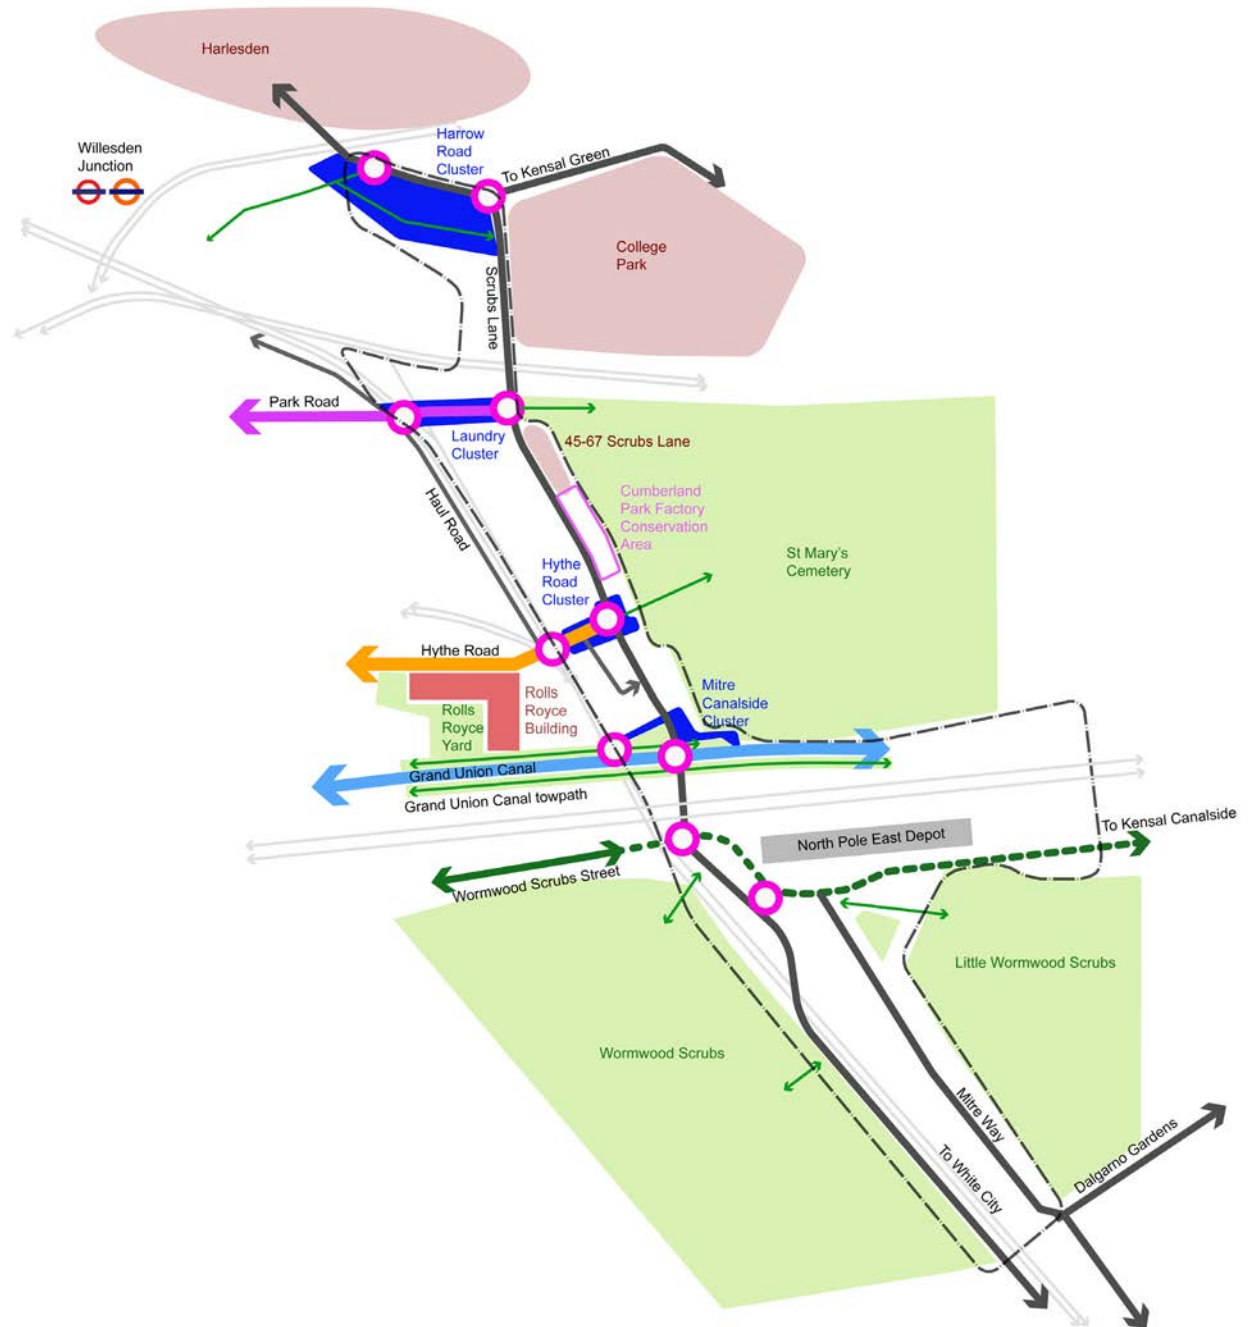 Harlesden
Willesden
Junction
Harrow
Road
Cluster
To Kensal Green
College
Park
Scrubs Lane
Park Road
Laundry
Cluster
45-67 Scrubs Lane
Haul Road
Cumberland
Park Factory
Conservation
Area
St Mary's
Cemetery
Hythe
Road
Cluster
Hythe Road
Rolls
Royce
Building
Rolls
Royce
Yard
Mitre
Canalside
Cluster
Grand Union Canal
Grand Union Canal towpath
North Pole East Depot
To Kensal Canalside
Wormwood Scrubs Street
Little Wormwood Scrubs
Wormwood Scrubs
Mitre Way
To White City
Dalgarno Gardens